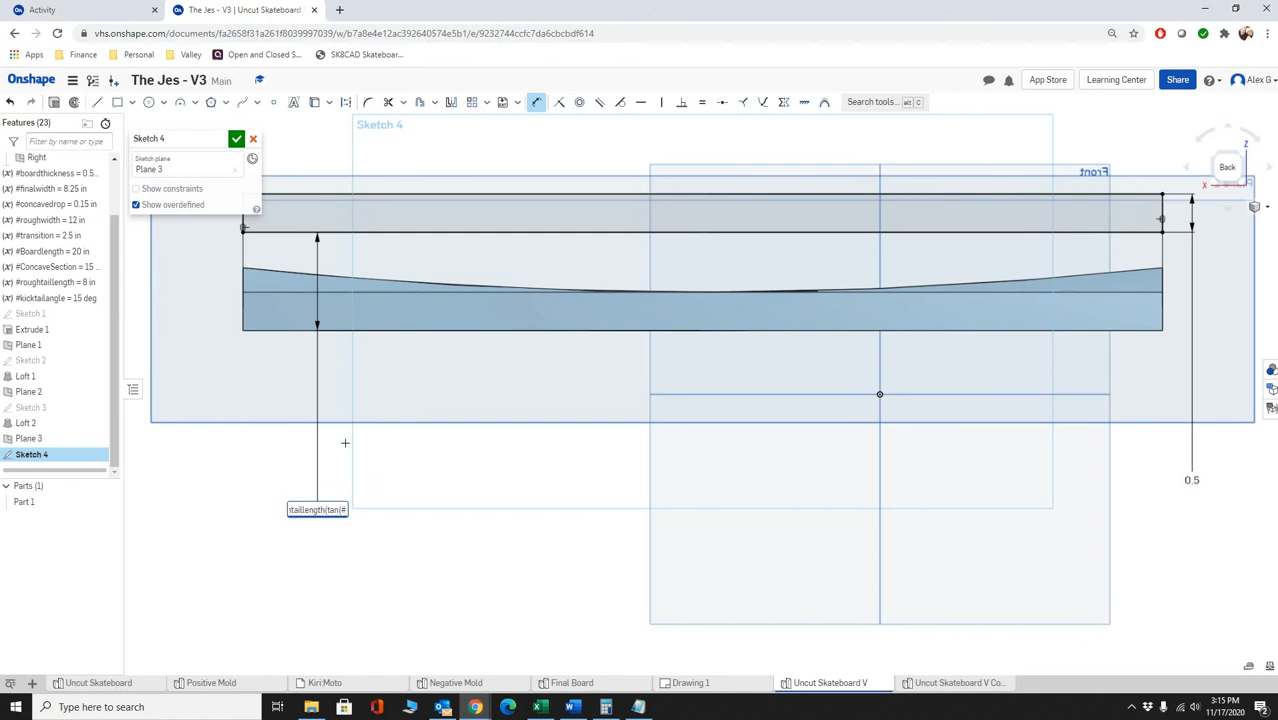 Activity
The Jes - V3 | Uncut Skateboard
vhs.onshape.com/documents/fa2658f31a261f80309997039/w/b7a8e4e12ac392640574e3b5/e/9232744ccfc7da6cbcbdf614
Apps
Finance
Personal
Valley
Open and Closed S...
SK8CAD Skateboar...
Onshape
The Jes - V3 Main
App Store
Learning Center
Share
Alex G
Search tools... alt C
Features (23)
Filter by name or type
Right
#boardthickness = 0.5...
#finalwidth = 8.25 in
#concavedrop = 0.15 in
#roughwidth = 12 in
#transition = 2.5 in
#Boardlength = 20 in
#ConcaveSection = 15 ...
#roughtaillength = 8 in
#kicktailangle = 15 deg
Sketch 1
Extrude 1
Plane 1
Sketch 2
Loft 1
Plane 2
Sketch 3
Loft 2
Plane 3
Sketch 4
Parts (1)
Part 1
Sketch 4
Sketch plane
Plane 3
Show constraints
Show overdefined
Sketch 4
Front
Z
Back
X
0.5
taillength(tan(#
Uncut Skateboard
Positive Mold
Kiri:Moto
Negative Mold
Final Board
Drawing 1
Uncut Skateboard V
Uncut Skateboard V Co...
Type here to search
3:15 PM
11/17/2020